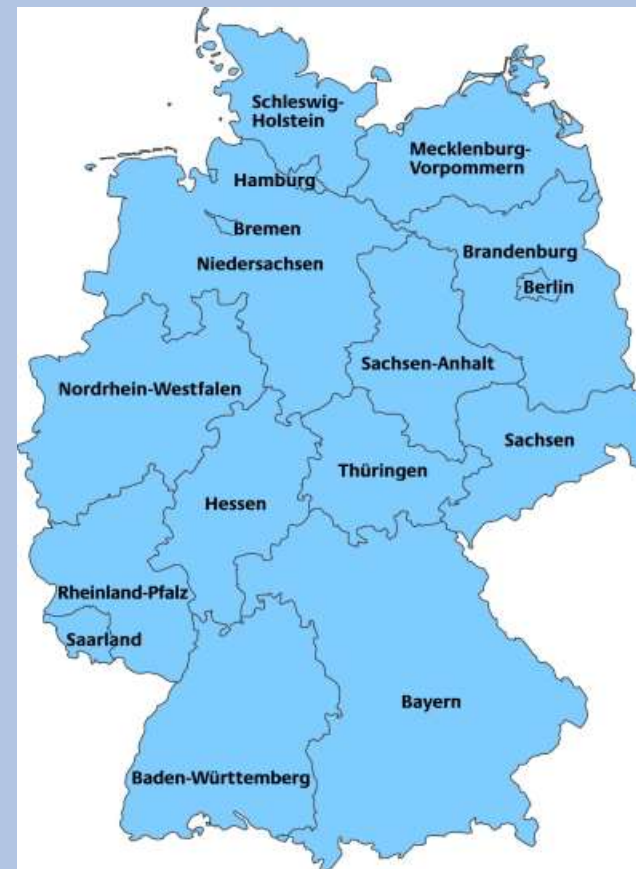 Schleswig-
Holstein
Mecklenburg-
Vorpommern
Hamburg
Bremen
Niedersachsen
Brandenburg
Berlin
Sachsen-Anhalt
Nordrhein-Westfalen
Sachsen
Thüringen
Hessen
Rheinland-Pfalz
Saarland
Bayern
Baden-Württemberg